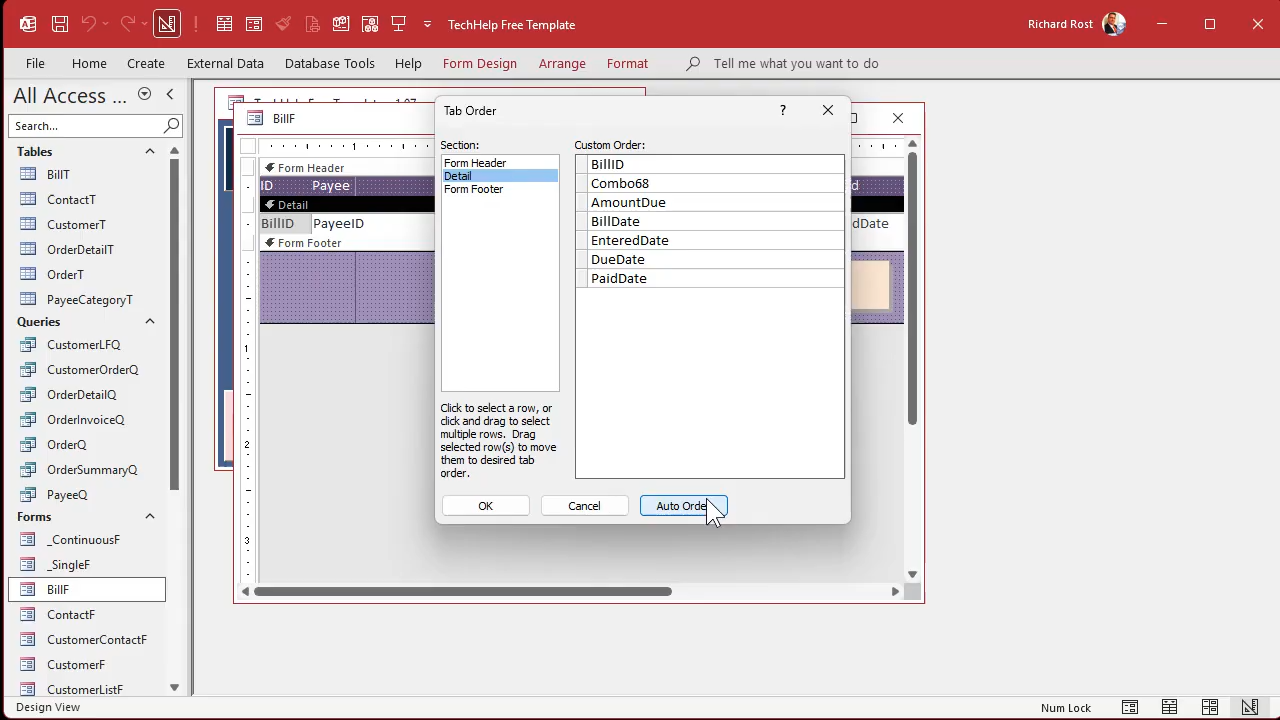 TechHelp Free Template
Richard Rost
File Home Create External Data Database Tools Help Form Design Arrange Format Tell me what you want to do
All Access ...
Search...
Tables
BillT
ContactT
CustomerT
OrderDetailT
OrderT
PayeeCategoryT
Queries
CustomerLFQ
CustomerOrderQ
OrderDetailQ
OrderInvoiceQ
OrderQ
OrderSummaryQ
PayeeQ
Forms
_ContinuousF
_SingleF
BillF
ContactF
CustomerContactF
CustomerF
CustomerListF
BillF
Form Header
ID Payee
Detail
BillID PayeeID
Form Footer
1
2
3
Tab Order
?
Section:
Form Header
Detail
Form Footer
Click to select a row, or
click and drag to select
multiple rows. Drag
selected row(s) to move
them to desired tab
order.
Custom Order:
BillID
Combo68
AmountDue
BillDate
EnteredDate
DueDate
PaidDate
OK Cancel Auto Orde
Design View
Num Lock